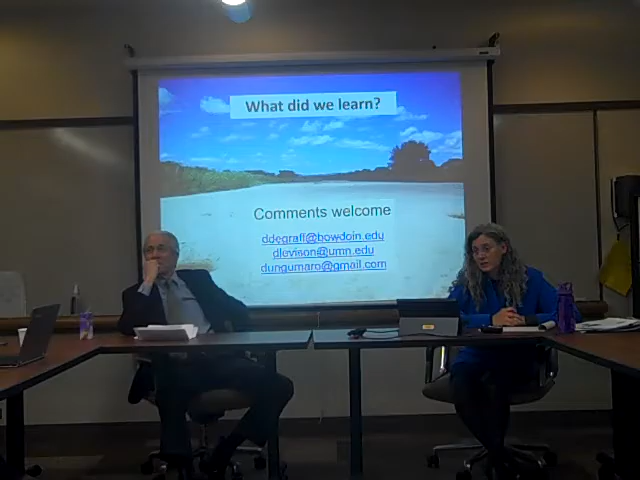 What did we learn?
Comments welcome
ddegraff@bowdoin.edu
dlevison@umn.edu
dungumaro@gmail.com